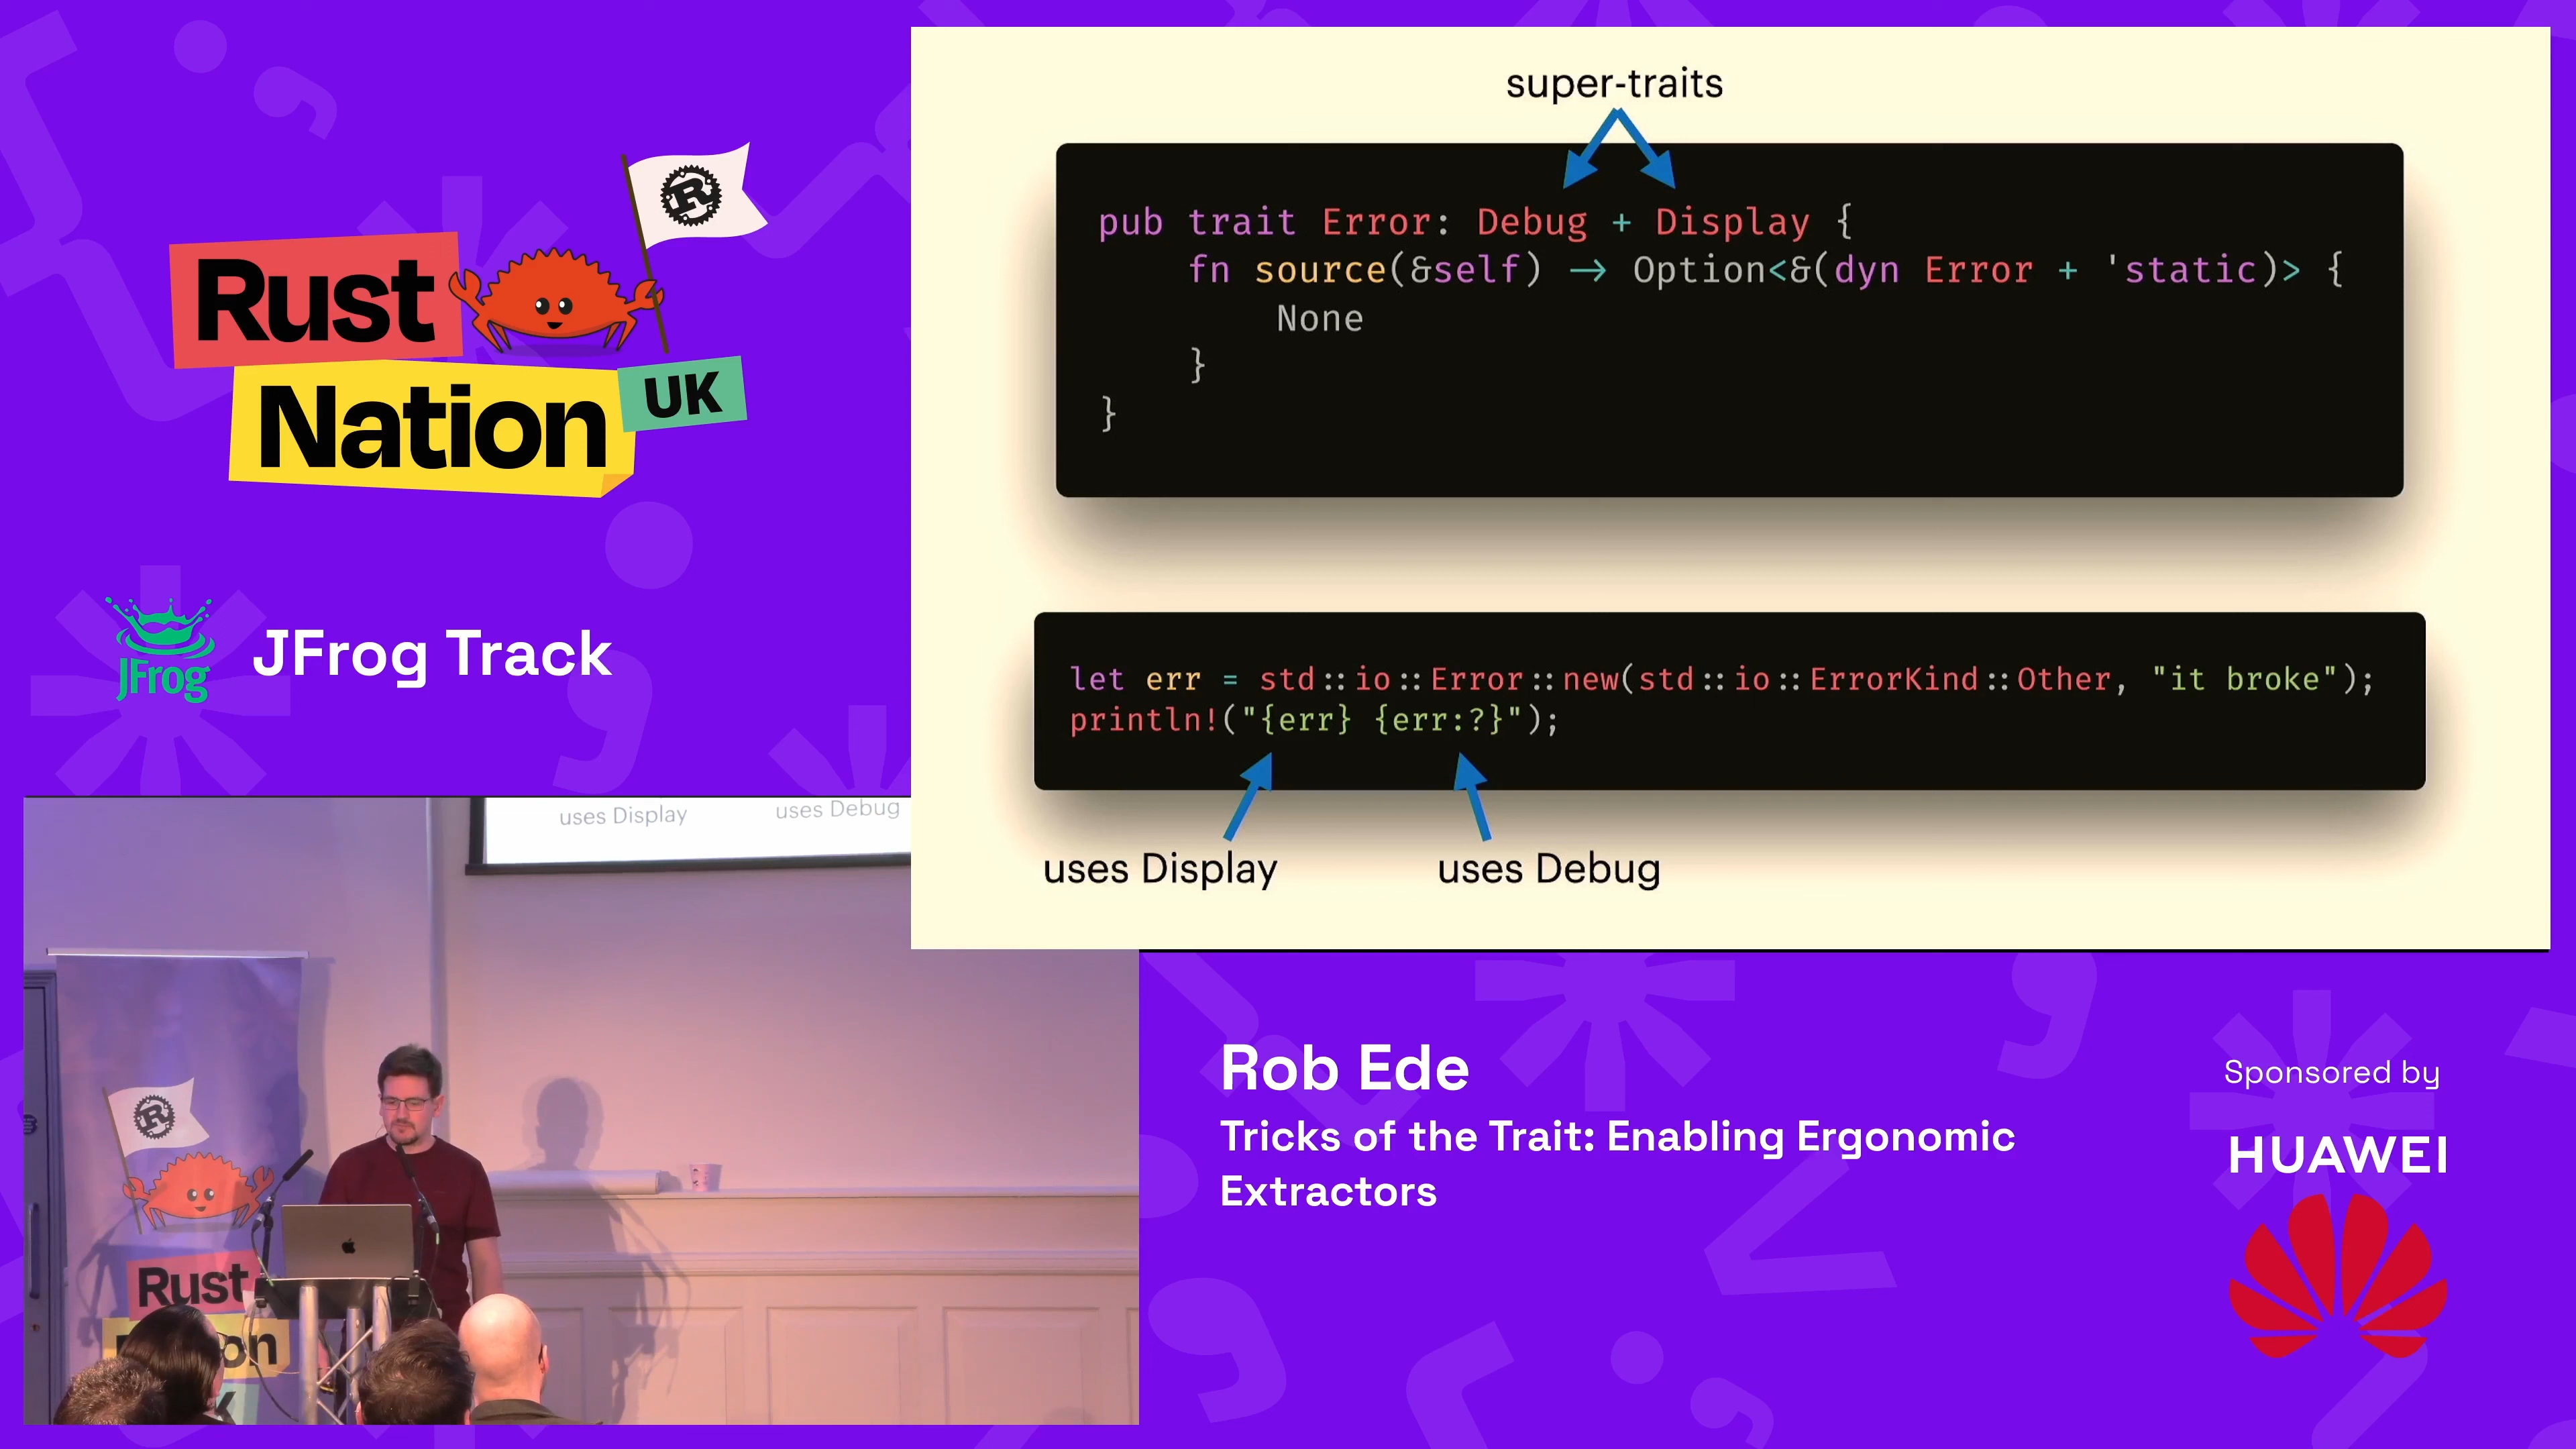 Rust
Nation
UK
JFrog
JFrog Track
super-traits
pub trait Error: Debug + Display {
fn source(&self) → Option<&(dyn Error + 'static)> {
None
}
}
let err = std::io::Error::new(std::io::ErrorKind::Other, "it broke");
println!("{err} {err:?}");
uses Display
uses Debug
uses Display
uses Debug
R
R
Rust
on
Rob Ede
Tricks of the Trait: Enabling Ergonomic
Extractors
Sponsored by
HUAWEI